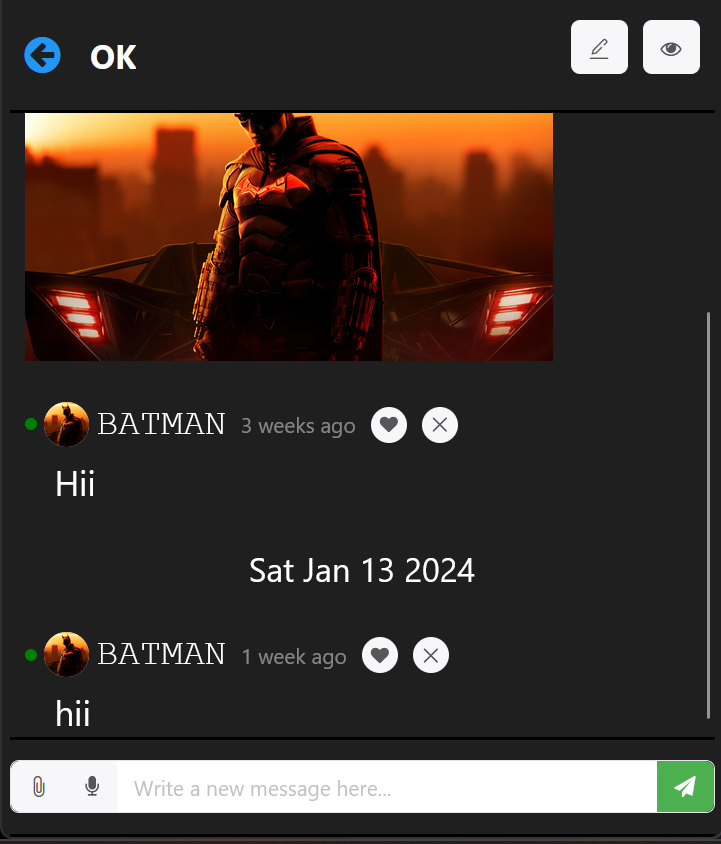 OK
BATMAN 3 weeks ago
Hii
Sat Jan 13 2024
BATMAN 1 week ago
hii
Write a new message here...